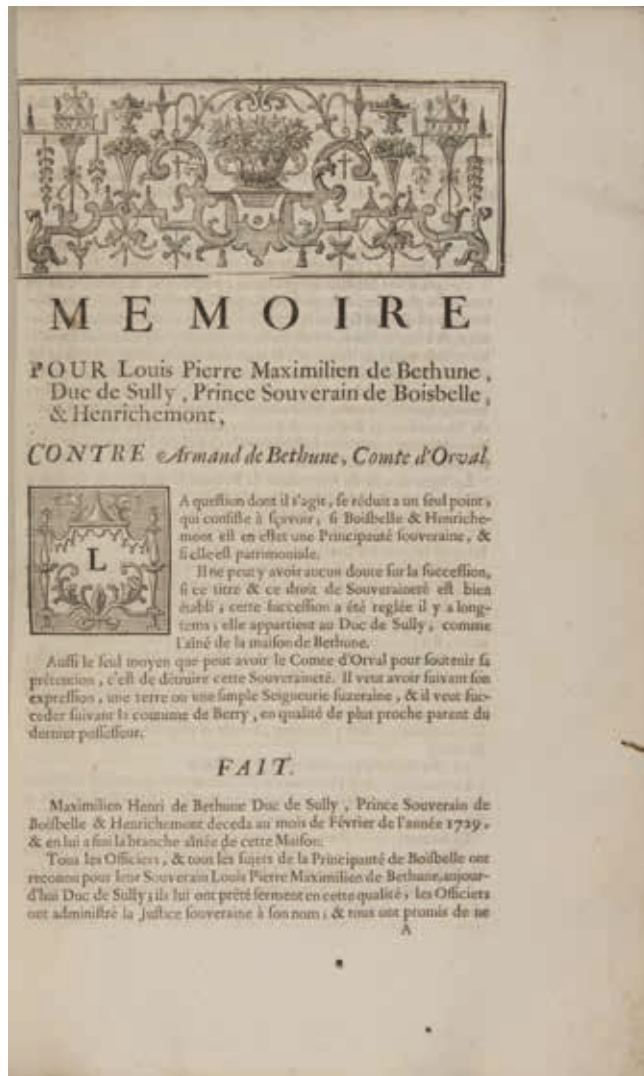 MEMOIRE
POUR Louis Pierre Maximilien de Bethune,
Duc de Sully, Prince Souverain de Boisbelle,
& Henrichemont,
CONTRE Armand de Bethune, Comte d'Orval.
LA question dont il s'agit, se réduit a un seul point,
qui consiste à sçavoir, si Boisbelle & Henriche-
mont est en effet une Principauté souveraine, &
si elle est patrimoniale.
Il ne peut y avoir aucun doute sur la succession,
si ce titre & ce droit de Souveraineté est bien
établi; cette succession a été reglée il y a long-
tems; elle appartient au Duc de Sully, comme
l'aîné de la maison de Bethune.
Aussi le seul moyen que peut avoir le Comte d'Orval pour soutenir sa
prétention, c'est de détruire cette Souveraineté. Il veut avoir suivant son
expression, une terre ou une simple Seigneurie suzeraine, & il veut suc-
ceder suivant la coutume de Berry, en qualité de plus proche parent du
dernier possesseur.
FAIT.
Maximilien Henri de Bethune Duc de Sully, Prince Souverain de
Boisbelle & Henrichemont deceda au mois de Février de l'année 1729,
& en lui a fini la branche aînée de cette Maison.
Tous les Officiers, & tous les sujets de la Principauté de Boisbelle ont
reconnu pour leur Souverain Louis Pierre Maximilien de Bethune, aujour-
d'hui Duc de Sully; ils lui ont prêté serment en cette qualité; les Officiers
ont administré la Justice souveraine à son nom; & tous ont promis de ne
A